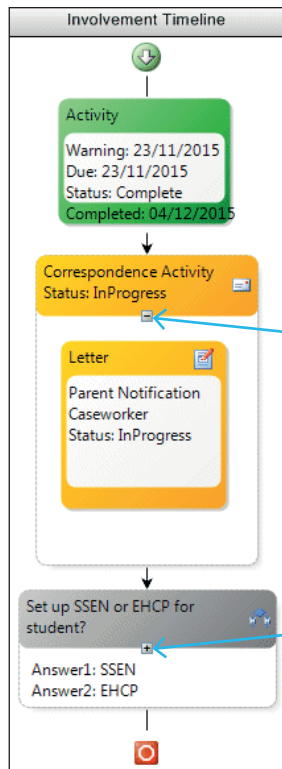 Involvement Timeline
Activity
Warning: 23/11/2015
Due: 23/11/2015
Status: Complete
Completed: 04/12/2015
Correspondence Activity
Status: InProgress
Letter
Parent Notification
Caseworker
Status: InProgress
Set up SSEN or EHCP for
student?
Answer1: SSEN
Answer2: EHCP